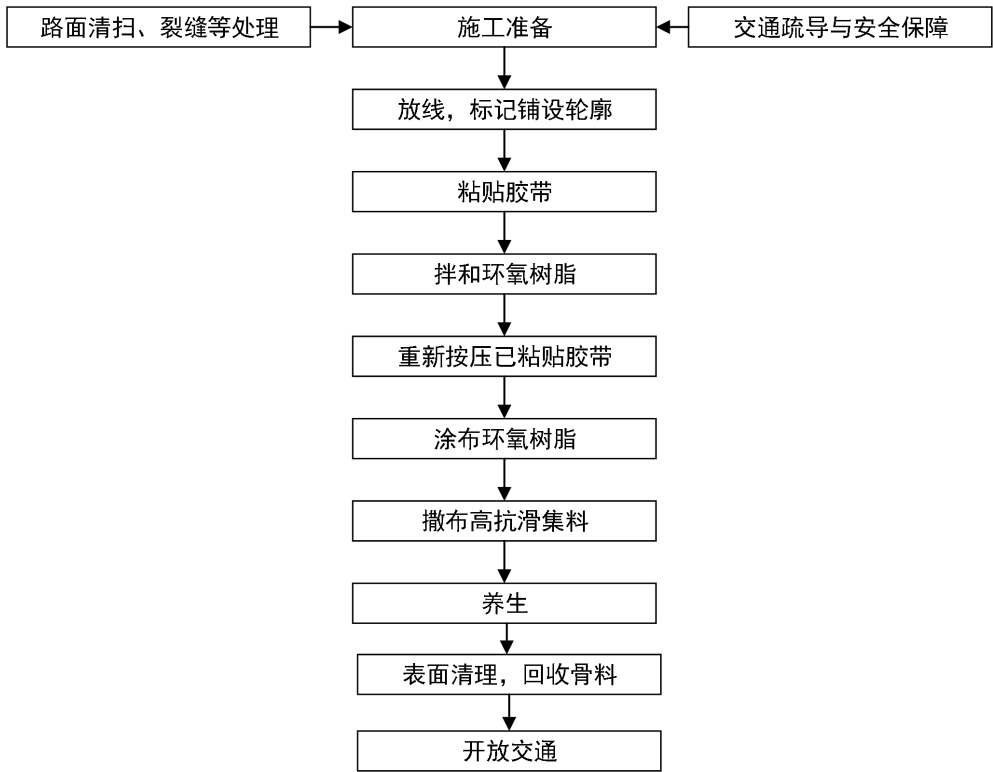 路面清扫、裂缝等处理
施工准备
交通疏导与安全保障
放线，标记铺设轮廓
粘贴胶带
拌和环氧树脂
重新按压已粘贴胶带
涂布环氧树脂
撒布高抗滑集料
养生
表面清理，回收骨料
开放交通